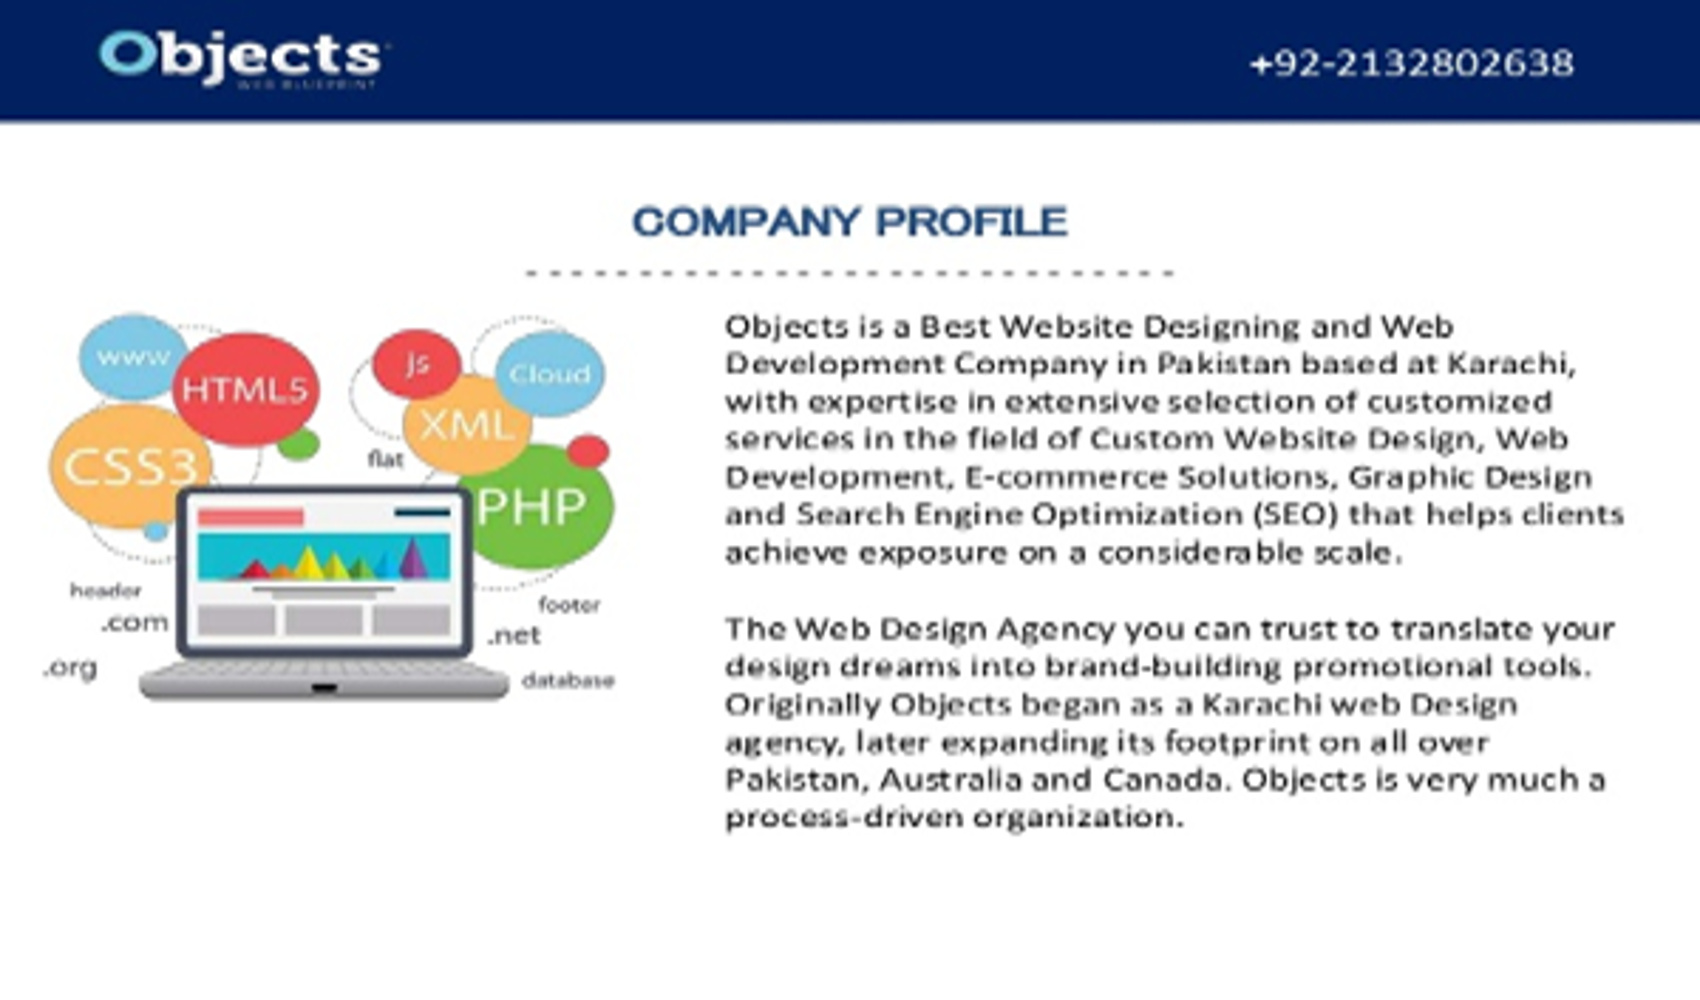 Objects
WEB BLUEPRINT
+92-2132802638
COMPANY PROFILE
www
HTML5
CSS3
js
Cloud
XML
flat
PHP
header
.com
.org
footer
.net
database
Objects is a Best Website Designing and Web
Development Company in Pakistan based at Karachi,
with expertise in extensive selection of customized
services in the field of Custom Website Design, Web
Development, E-commerce Solutions, Graphic Design
and Search Engine Optimization (SEO) that helps clients
achieve exposure on a considerable scale.
The Web Design Agency you can trust to translate your
design dreams into brand-building promotional tools.
Originally Objects began as a Karachi web Design
agency, later expanding its footprint on all over
Pakistan, Australia and Canada. Objects is very much a
process-driven organization.